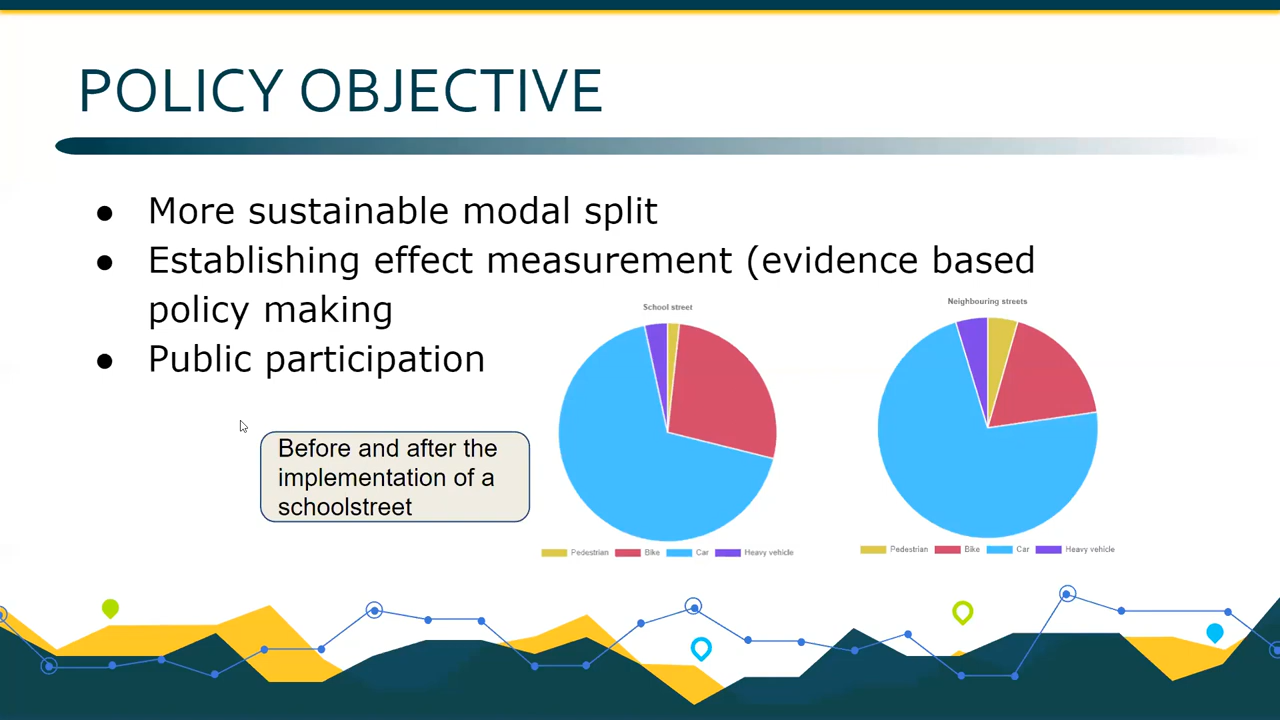 POLICY OBJECTIVE
● More sustainable modal split
● Establishing effect measurement (evidence based
policy making
● Public participation
Before and after the
implementation of a
schoolstreet
School street
Pedestrian Bike Car Heavy vehicle
Neighbouring streets
Pedestrian Bike Car Heavy vehicle